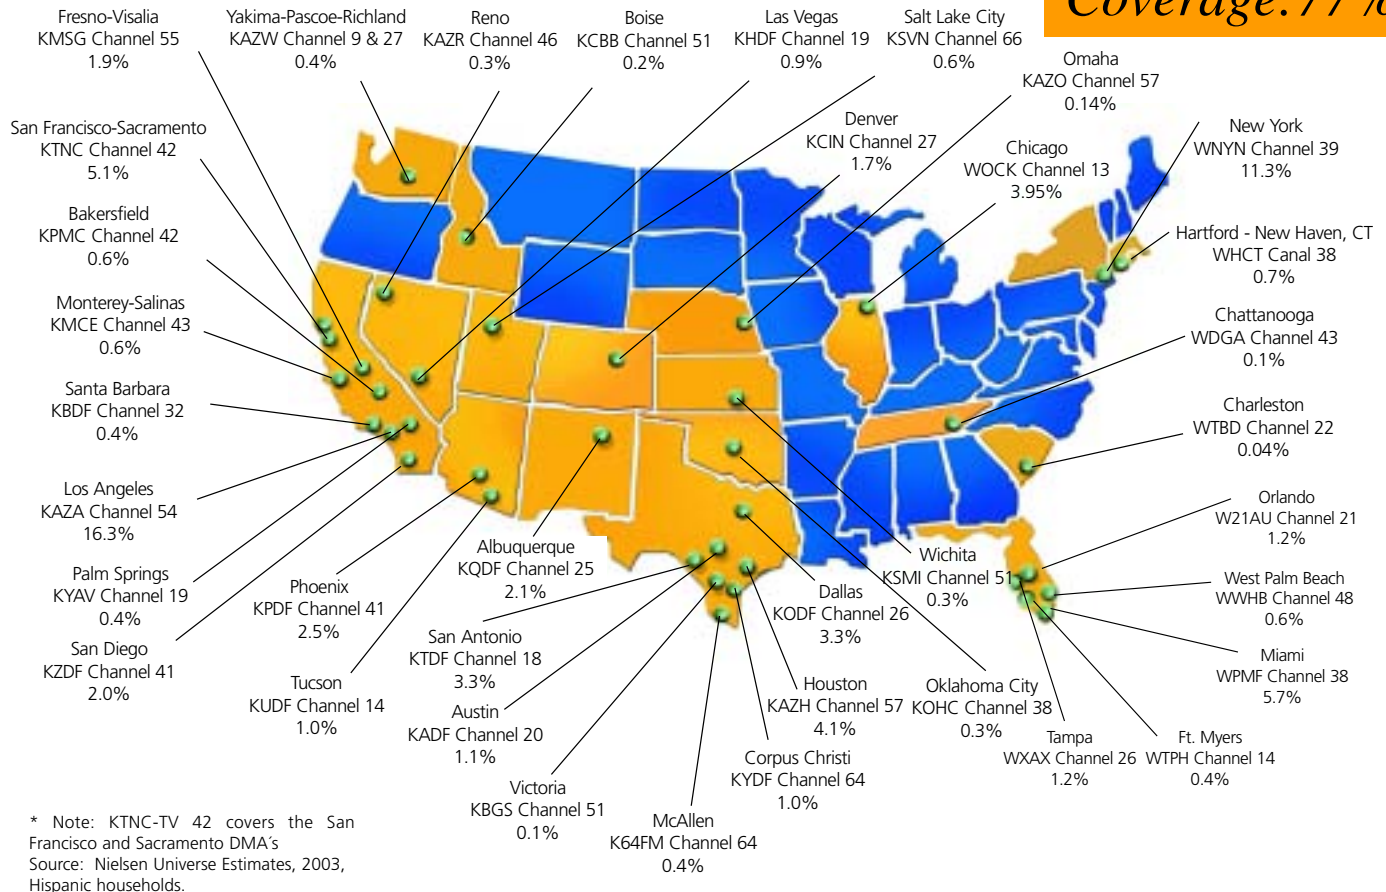 Coverage: 77%
Fresno-Visalia
KMSG Channel 55
1.9%
Yakima-Pascoe-Richland
KAZW Channel 9 & 27
0.4%
Reno
KAZR Channel 46
0.3%
Boise
KCBB Channel 51
0.2%
Las Vegas
KHDF Channel 19
0.9%
Salt Lake City
KSVN Channel 66
0.6%
Omaha
KAZO Channel 57
0.14%
Denver
KCIN Channel 27
1.7%
Chicago
WOCK Channel 13
3.95%
New York
WNYN Channel 39
11.3%
San Francisco-Sacramento
KTNC Channel 42
5.1%
Bakersfield
KPMC Channel 42
0.6%
Hartford - New Haven, CT
WHCT Canal 38
0.7%
Monterey-Salinas
KMCE Channel 43
0.6%
Chattanooga
WDGA Channel 43
0.1%
Santa Barbara
KBDF Channel 32
0.4%
Charleston
WTBD Channel 22
0.04%
Los Angeles
KAZA Channel 54
16.3%
Orlando
W21AU Channel 21
1.2%
Palm Springs
KYAV Channel 19
0.4%
Phoenix
KPDF Channel 41
2.5%
Albuquerque
KQDF Channel 25
2.1%
Wichita
KSMI Channel 51
0.3%
Dallas
KODF Channel 26
3.3%
West Palm Beach
WWHB Channel 48
0.6%
San Diego
KZDF Channel 41
2.0%
San Antonio
KTDF Channel 18
3.3%
Miami
WPMF Channel 38
5.7%
Tucson
KUDF Channel 14
1.0%
Austin
KADF Channel 20
1.1%
Houston
KAZH Channel 57
4.1%
Oklahoma City
KOHC Channel 38
0.3%
Tampa
WXAX Channel 26
1.2%
Ft. Myers
WTPH Channel 14
0.4%
Victoria
KBGS Channel 51
0.1%
Corpus Christi
KYDF Channel 64
1.0%
McAllen
K64FM Channel 64
0.4%
* Note: KTNC-TV 42 covers the San
Francisco and Sacramento DMA´s
Source: Nielsen Universe Estimates, 2003,
Hispanic households.